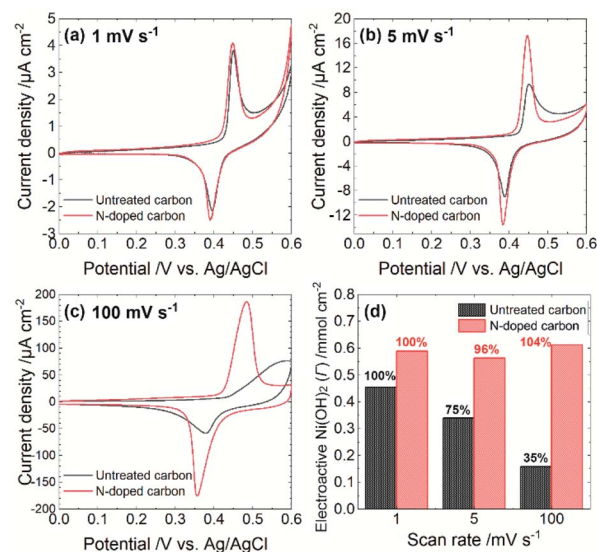 (a) 1 mV s⁻¹
5
4
3
2
1
0
-1
-2
-3
Current density /μA cm⁻²
Untreated carbon
N-doped carbon
0.0 0.1 0.2 0.3 0.4 0.5 0.6
Potential /V vs. Ag/AgCl
(b) 5 mV s⁻¹
16
12
8
4
0
-4
-8
-12
Current density /μA cm⁻²
Untreated carbon
N-doped carbon
0.0 0.1 0.2 0.3 0.4 0.5 0.6
Potential /V vs. Ag/AgCl
(c) 100 mV s⁻¹
200
150
100
50
0
-50
-100
-150
-200
Current density /μA cm⁻²
Untreated carbon
N-doped carbon
0.0 0.1 0.2 0.3 0.4 0.5 0.6
Potential /V vs. Ag/AgCl
(d)
Untreated carbon
N-doped carbon
0.8
0.7
0.6
0.5
0.4
0.3
0.2
0.1
0.0
Electroactive Ni(OH)₂ (Γ) /mmol cm⁻²
100% 96% 104%
100% 75% 35%
1 5 100
Scan rate /mV s⁻¹